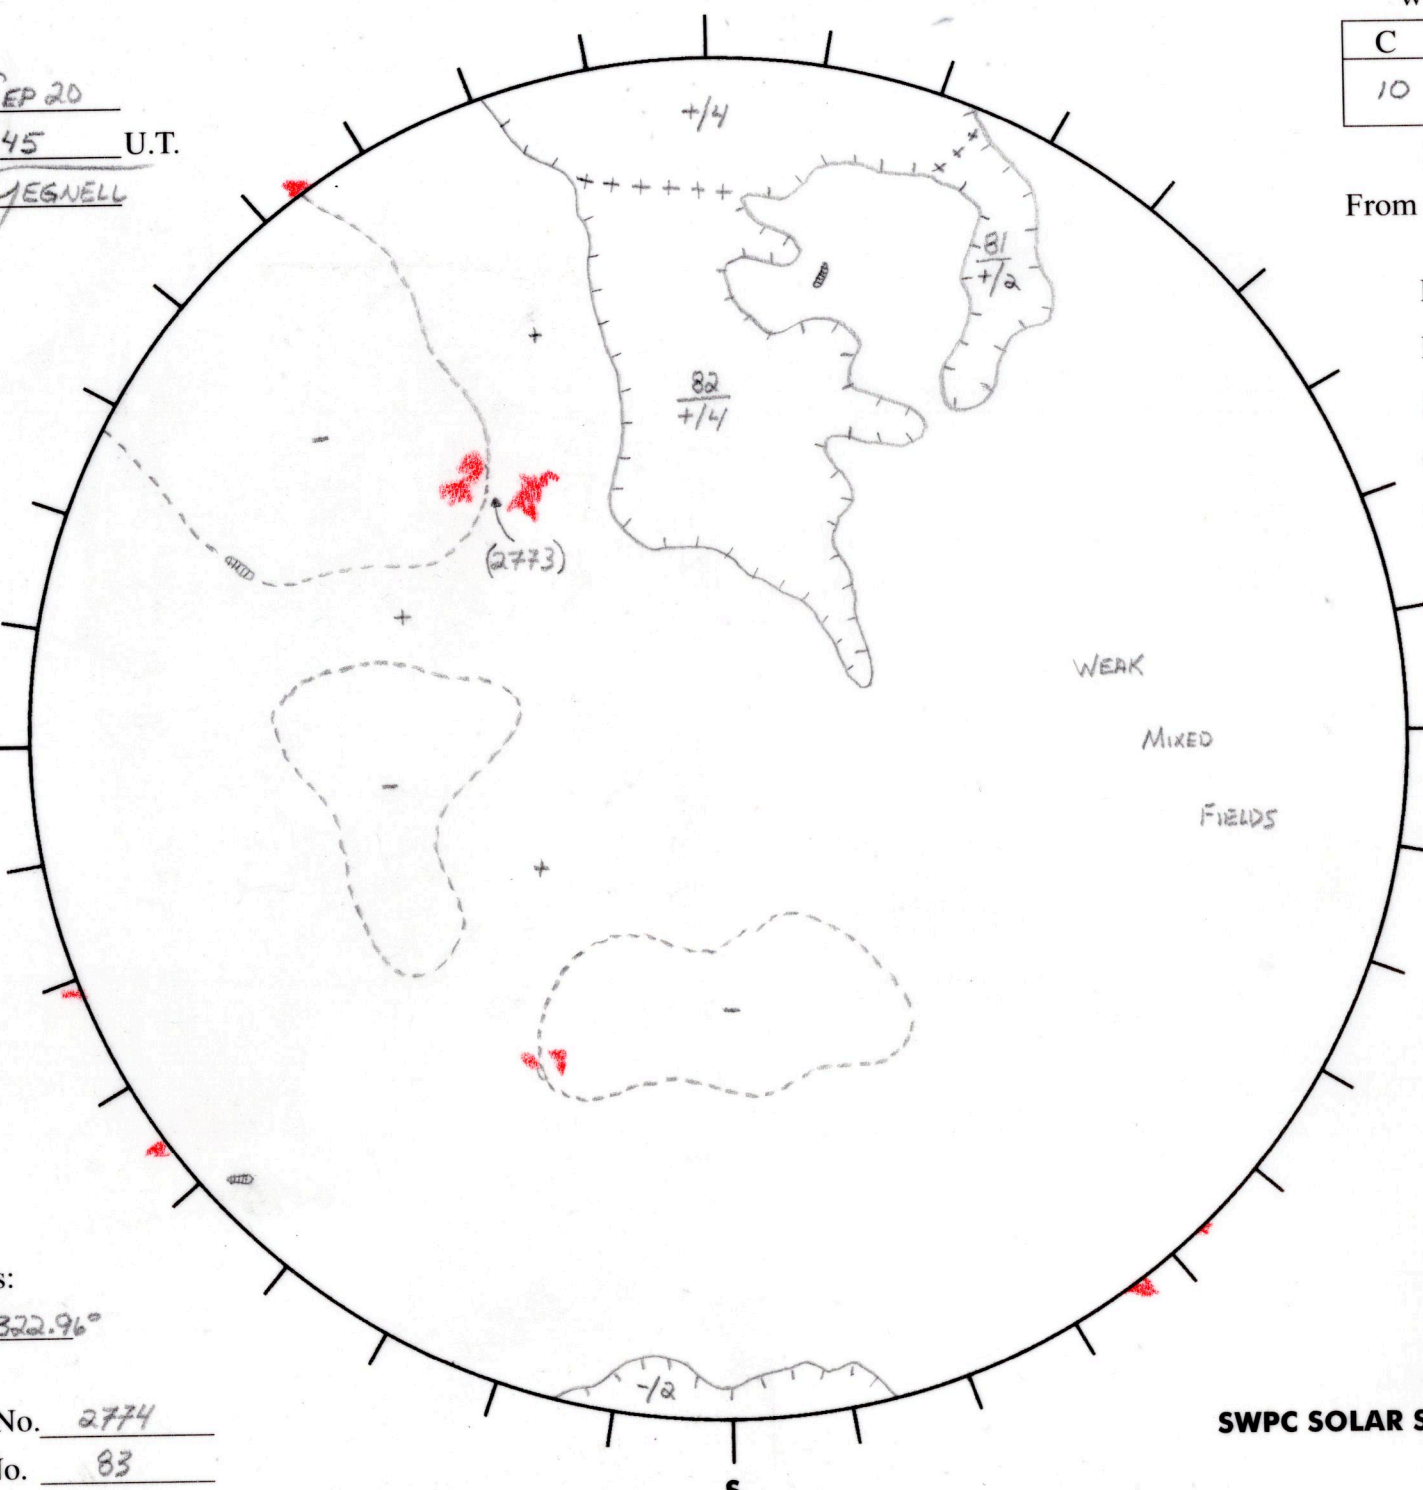 C
EP 20
10
45 U.T.
EGNELL
+/4
From
81
+/2
82
+/4
(2773)
WEAK
MIXED
FIELDS
s:
322.96°
-/2
No. 2774
SWPC SOLAR S
o. 83
S